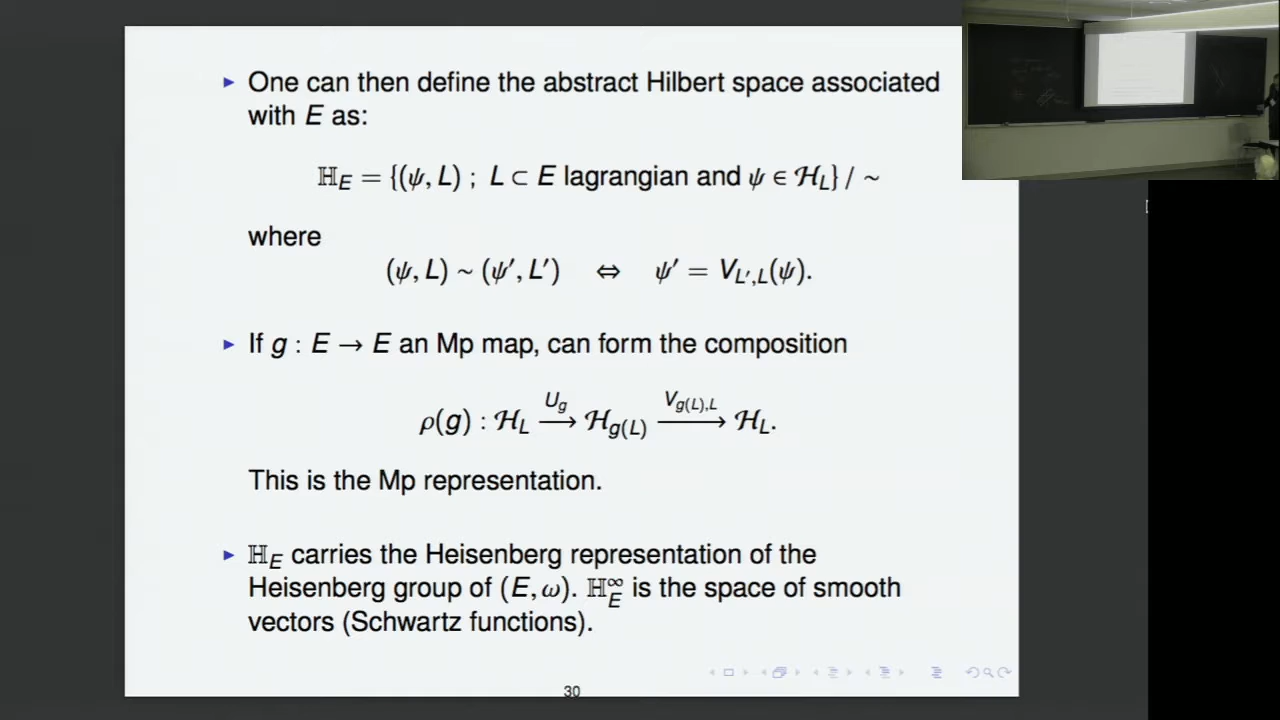 ▸ One can then define the abstract Hilbert space associated
with E as:
ℍ_E = {(ψ, L) ; L ⊂ E lagrangian and ψ ∈ ℋ_L} / ~
where
(ψ, L) ~ (ψ′, L′) ⇔ ψ′ = V_{L′,L}(ψ).
▸ If g : E → E an Mp map, can form the composition
ρ(g) : ℋ_L —U_g→ ℋ_{g(L)} —V_{g(L),L}→ ℋ_L.
This is the Mp representation.
▸ ℍ_E carries the Heisenberg representation of the
Heisenberg group of (E, ω). ℍ_E^∞ is the space of smooth
vectors (Schwartz functions).
30